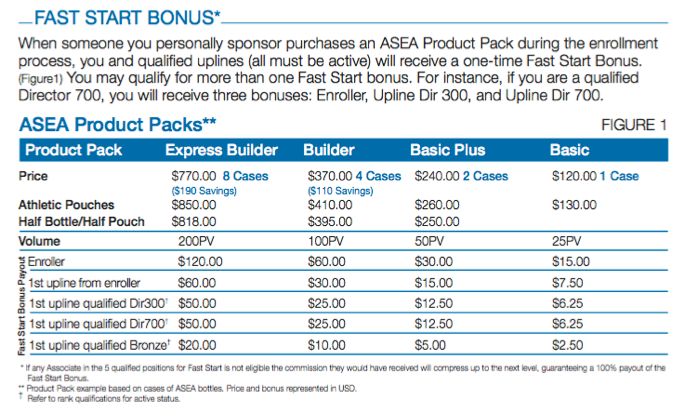 FAST START BONUS*
When someone you personally sponsor purchases an ASEA Product Pack during the enrollment
process, you and qualified uplines (all must be active) will receive a one-time Fast Start Bonus.
(Figure1) You may qualify for more than one Fast Start bonus. For instance, if you are a qualified
Director 700, you will receive three bonuses: Enroller, Upline Dir 300, and Upline Dir 700.
ASEA Product Packs** FIGURE 1
Product Pack Express Builder Builder Basic Plus Basic
Price $770.00 8 Cases $370.00 4 Cases $240.00 2 Cases $120.00 1 Case
($190 Savings) ($110 Savings)
Athletic Pouches $850.00 $410.00 $260.00 $130.00
Half Bottle/Half Pouch $818.00 $395.00 $250.00
Volume 200PV 100PV 50PV 25PV
Fast Start Bonus Payout
Enroller $120.00 $60.00 $30.00 $15.00
1st upline from enroller $60.00 $30.00 $15.00 $7.50
1st upline qualified Dir300† $50.00 $25.00 $12.50 $6.25
1st upline qualified Dir700† $50.00 $25.00 $12.50 $6.25
1st upline qualified Bronze† $20.00 $10.00 $5.00 $2.50
* If any Associate in the 5 qualified positions for Fast Start is not eligible the commission they would have received will compress up to the next level, guaranteeing a 100% payout of the
Fast Start Bonus.
** Product Pack example based on cases of ASEA bottles. Price and bonus represented in USD.
† Refer to rank qualifications for active status.